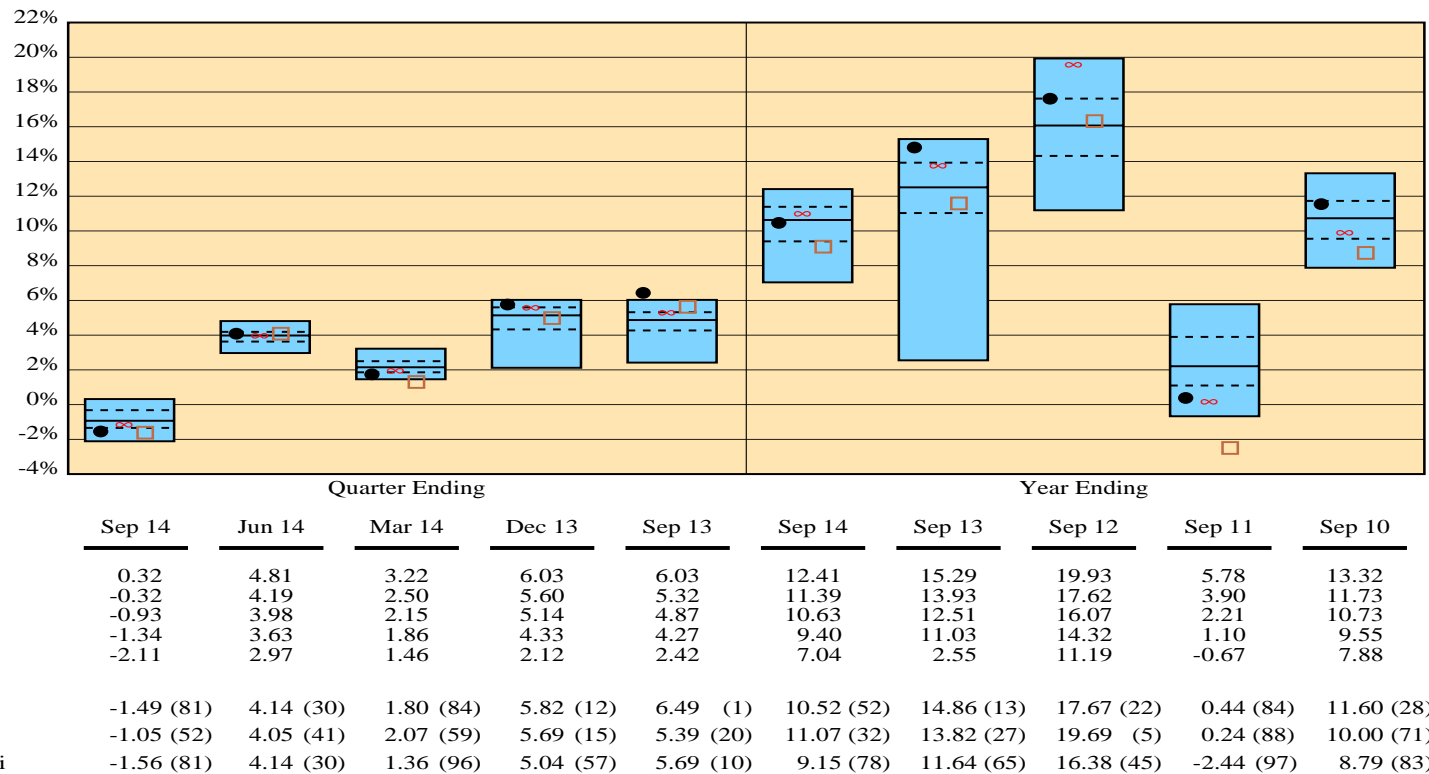 22%
20%
18%
16%
14%
12%
10%
8%
6%
4%
2%
0%
-2%
-4%
Quarter Ending Year Ending
Sep 14 Jun 14 Mar 14 Dec 13 Sep 13 Sep 14 Sep 13 Sep 12 Sep 11 Sep 10
0.32 4.81 3.22 6.03 6.03 12.41 15.29 19.93 5.78 13.32
-0.32 4.19 2.50 5.60 5.32 11.39 13.93 17.62 3.90 11.73
-0.93 3.98 2.15 5.14 4.87 10.63 12.51 16.07 2.21 10.73
-1.34 3.63 1.86 4.33 4.27 9.40 11.03 14.32 1.10 9.55
-2.11 2.97 1.46 2.12 2.42 7.04 2.55 11.19 -0.67 7.88
-1.49 (81) 4.14 (30) 1.80 (84) 5.82 (12) 6.49 (1) 10.52 (52) 14.86 (13) 17.67 (22) 0.44 (84) 11.60 (28)
-1.05 (52) 4.05 (41) 2.07 (59) 5.69 (15) 5.39 (20) 11.07 (32) 13.82 (27) 19.69 (5) 0.24 (88) 10.00 (71)
i -1.56 (81) 4.14 (30) 1.36 (96) 5.04 (57) 5.69 (10) 9.15 (78) 11.64 (65) 16.38 (45) -2.44 (97) 8.79 (83)